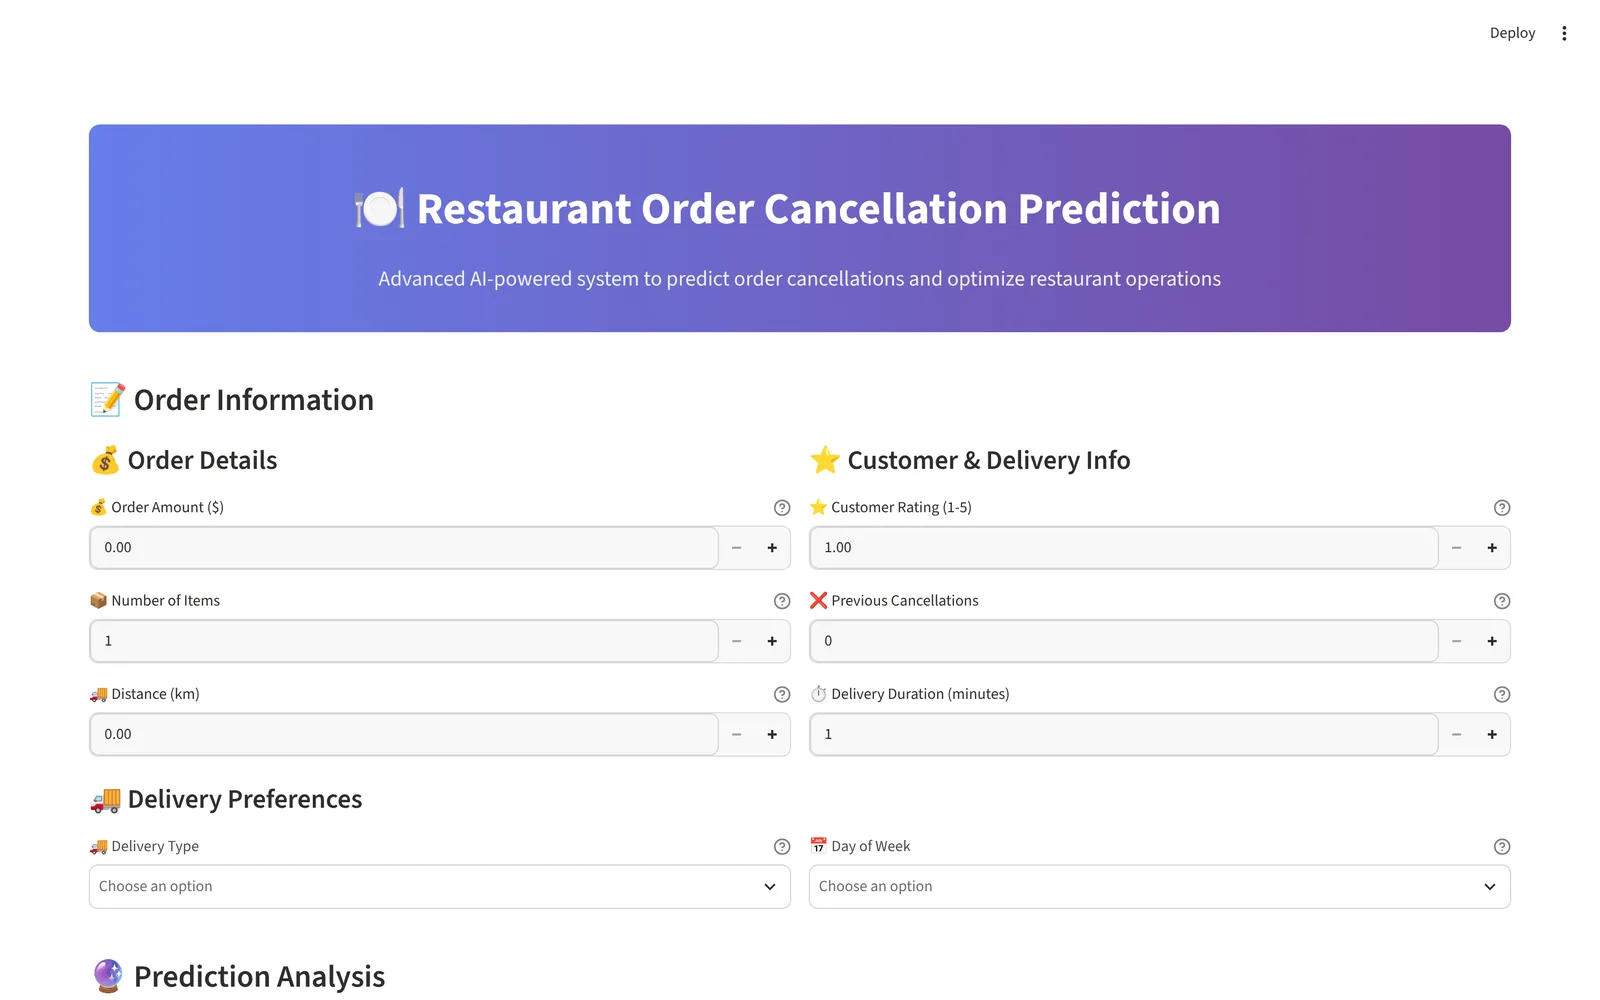 Deploy
Restaurant Order Cancellation Prediction
Advanced AI-powered system to predict order cancellations and optimize restaurant operations
Order Information
Order Details
Order Amount ($)
0.00
Number of Items
1
Distance (km)
0.00
Customer & Delivery Info
Customer Rating (1-5)
1.00
Previous Cancellations
0
Delivery Duration (minutes)
1
Delivery Preferences
Delivery Type
Choose an option
Day of Week
Choose an option
Prediction Analysis